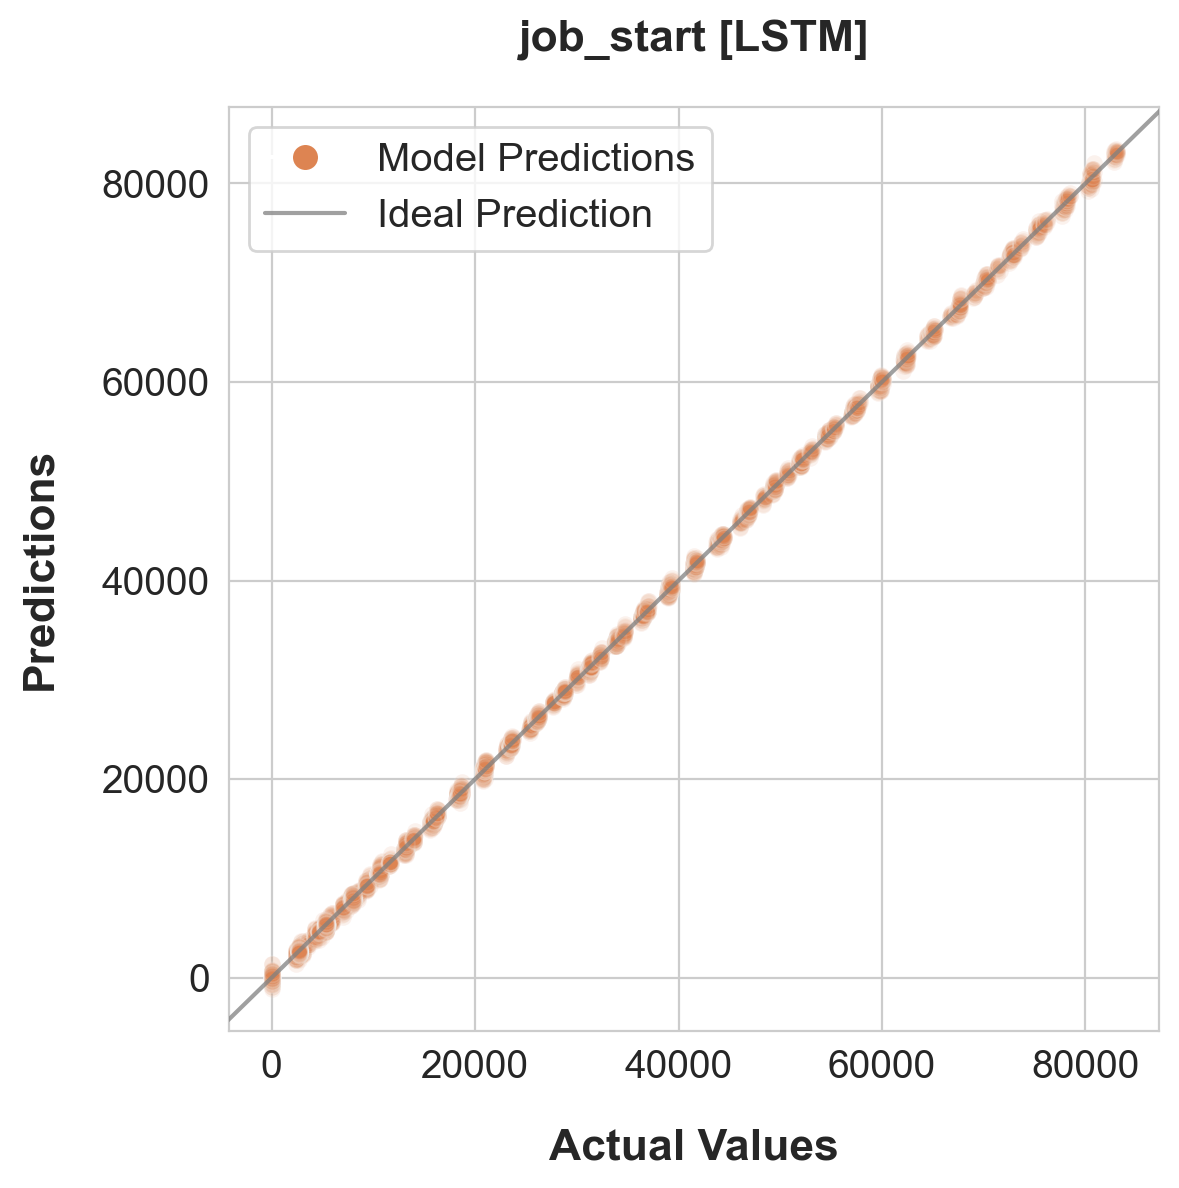 job_start [LSTM]
Model Predictions
Ideal Prediction
80000
60000
40000
20000
0
Predictions
0 20000 40000 60000 80000
Actual Values